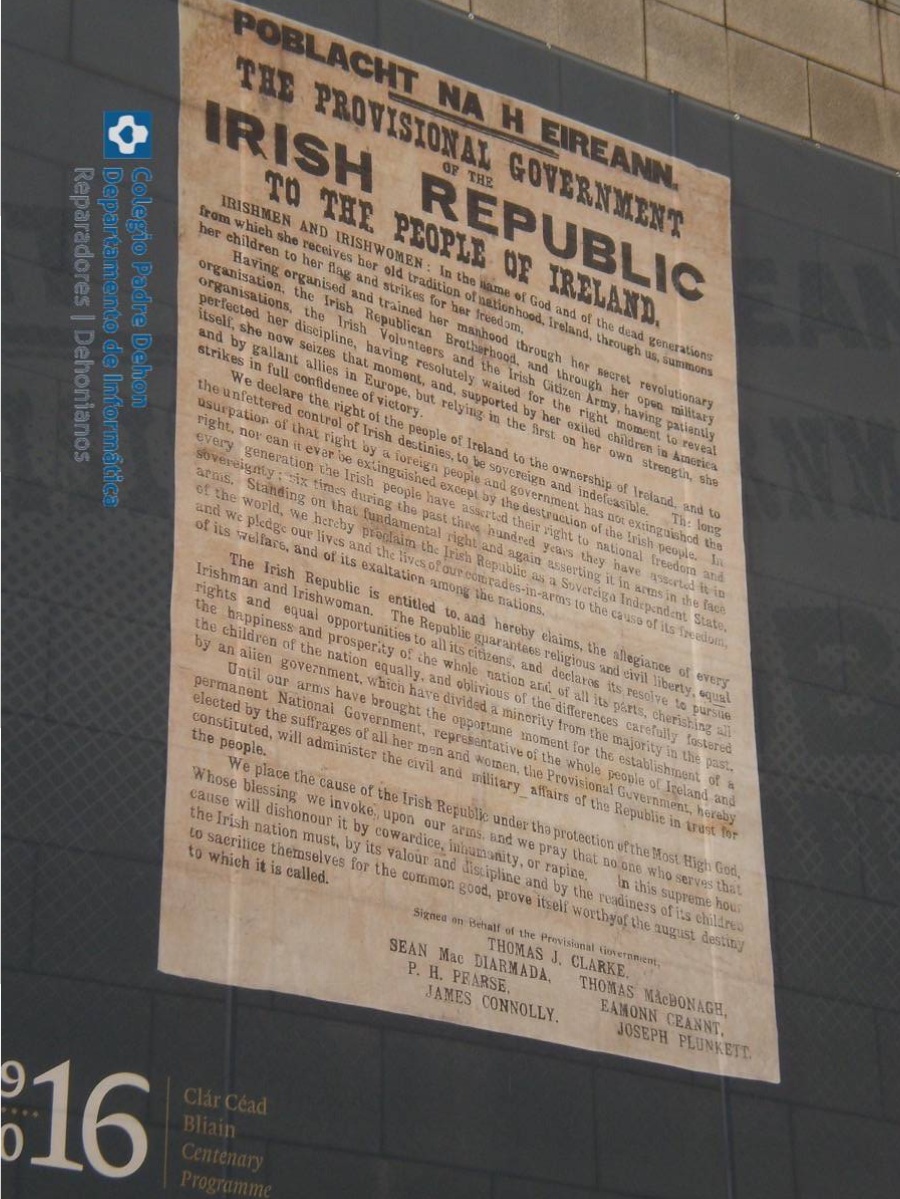 POBLACHT NA H EIREANN.
THE PROVISIONAL GOVERNMENT
OF THE
IRISH REPUBLIC
TO THE PEOPLE OF IRELAND.
IRISHMEN AND IRISHWOMEN : In the name of God and of the dead generations
from which she receives her old tradition of nationhood, Ireland, through us, summons
her children to her flag and strikes for her freedom.
Having organised and trained her manhood through her secret revolutionary
organisation, the Irish Republican Brotherhood, and through her open military
organisations, the Irish Volunteers and the Irish Citizen Army, having patiently
perfected her discipline, having resolutely waited for the right moment to reveal
itself, she now seizes that moment, and, supported by her exiled children in America
and by gallant allies in Europe, but relying in the first on her own strength, she
strikes in full confidence of victory.
We declare the right of the people of Ireland to the ownership of Ireland, and to
the unfettered control of Irish destinies, to be sovereign and indefeasible. The long
usurpation of that right by a foreign people and government has not extinguished the
right, nor can it ever be extinguished except by the destruction of the Irish people. In
every generation the Irish people have asserted their right to national freedom and
sovereignty ; six times during the past three hundred years they have asserted it in
arms. Standing on that fundamental right and again asserting it in arms in the face
of the world, we hereby proclaim the Irish Republic as a Sovereign Independent State,
and we pledge our lives and the lives of our comrades-in-arms to the cause of its freedom,
of its welfare, and of its exaltation among the nations.
The Irish Republic is entitled to, and hereby claims, the allegiance of every
Irishman and Irishwoman. The Republic guarantees religious and civil liberty, equal
rights and equal opportunities to all its citizens, and declares its resolve to pursue
the happiness and prosperity of the whole nation and of all its parts, cherishing all
the children of the nation equally, and oblivious of the differences carefully fostered
by an alien government, which have divided a minority from the majority in the past.
Until our arms have brought the opportune moment for the establishment of a
permanent National Government, representative of the whole people of Ireland and
elected by the suffrages of all her men and women, the Provisional Government, hereby
constituted, will administer the civil and military affairs of the Republic in trust for
the people.
We place the cause of the Irish Republic under the protection of the Most High God,
Whose blessing we invoke upon our arms, and we pray that no one who serves that
cause will dishonour it by cowardice, inhumanity, or rapine. In this supreme hour
the Irish nation must, by its valour and discipline and by the readiness of its children
to sacrifice themselves for the common good, prove itself worthy of the august destiny
to which it is called.
Signed on Behalf of the Provisional Government,
THOMAS J. CLARKE,
SEAN Mac DIARMADA, THOMAS MACDONAGH,
P. H. PEARSE, EAMONN CEANNT,
JAMES CONNOLLY. JOSEPH PLUNKETT.
Colegio Padre Dehon
Departamento de Informática
Reparadores | Dehonianos
16
Clár Céad
Bliain
Centenary
Programme